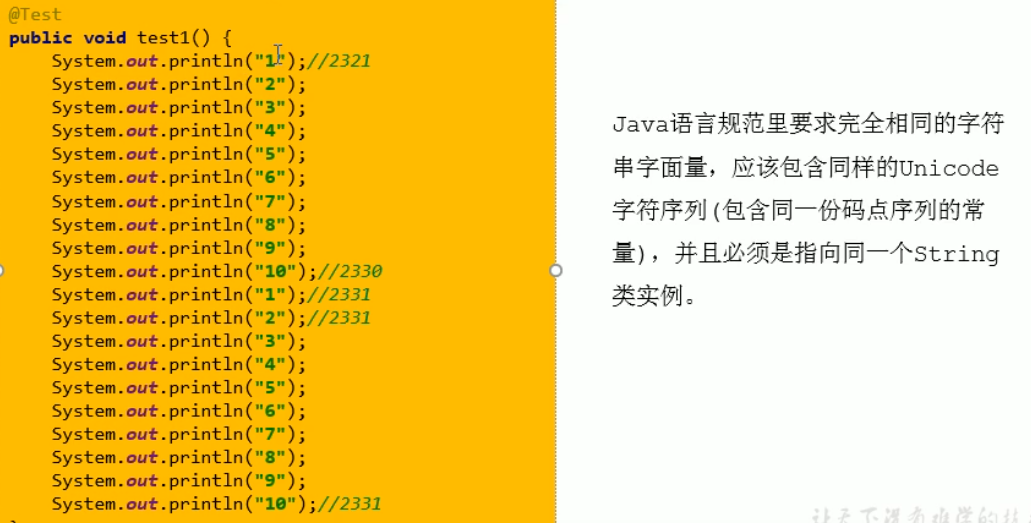 @Test
public void test1() {
System.out.println("1");//2321
System.out.println("2");
System.out.println("3");
System.out.println("4");
System.out.println("5");
System.out.println("6");
System.out.println("7");
System.out.println("8");
System.out.println("9");
System.out.println("10");//2330
System.out.println("1");//2331
System.out.println("2");//2331
System.out.println("3");
System.out.println("4");
System.out.println("5");
System.out.println("6");
System.out.println("7");
System.out.println("8");
System.out.println("9");
System.out.println("10");//2331
Java语言规范里要求完全相同的字符
串字面量，应该包含同样的Unicode
字符序列(包含同一份码点序列的常
量)，并且必须是指向同一个String
类实例。